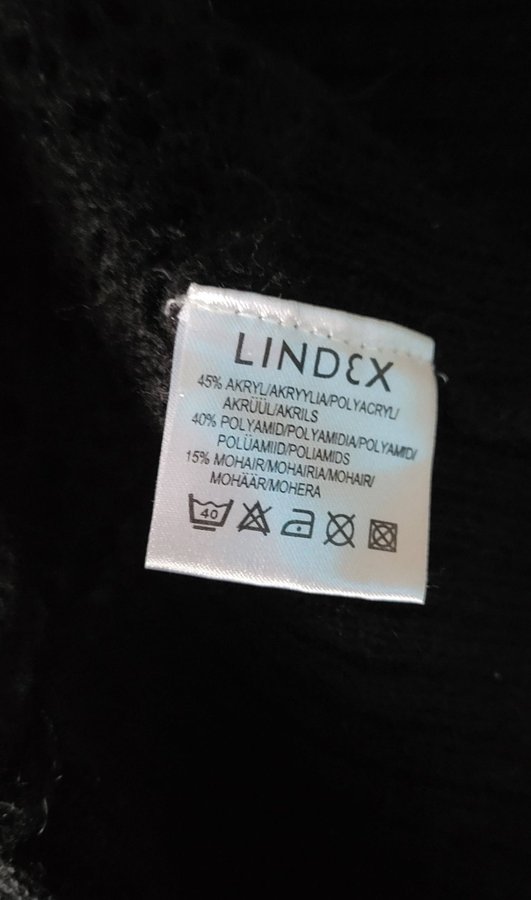 LINDEX
45% AKRYL/AKRYYLIA/POLYACRYL/
AKRÜÜL/AKRILS
40% POLYAMID/POLYAMIDIA/POLYAMID/
POLÜAMIID/POLIAMIDS
15% MOHAIR/MOHAIRIA/MOHAIR/
MOHÄÄR/MOHERA
40